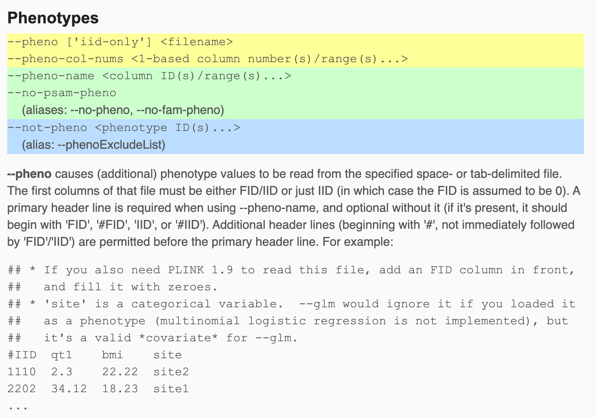 Phenotypes
--pheno ['iid-only'] <filename>
--pheno-col-nums <1-based column number(s)/range(s)...>
--pheno-name <column ID(s)/range(s)...>
--no-psam-pheno
(aliases: --no-pheno, --no-fam-pheno)
--not-pheno <phenotype ID(s)...>
(alias: --phenoExcludeList)
--pheno causes (additional) phenotype values to be read from the specified space- or tab-delimited file.
The first columns of that file must be either FID/IID or just IID (in which case the FID is assumed to be 0). A
primary header line is required when using --pheno-name, and optional without it (if it's present, it should
begin with 'FID', '#FID', 'IID', or '#IID'). Additional header lines (beginning with '#', not immediately followed
by 'FID'/'IID') are permitted before the primary header line. For example:
## * If you also need PLINK 1.9 to read this file, add an FID column in front,
##   and fill it with zeroes.
## * 'site' is a categorical variable.  --glm would ignore it if you loaded it
##   as a phenotype (multinomial logistic regression is not implemented), but
##   it's a valid *covariate* for --glm.
#IID  qt1    bmi    site
1110  2.3    22.22  site2
2202  34.12  18.23  site1
...